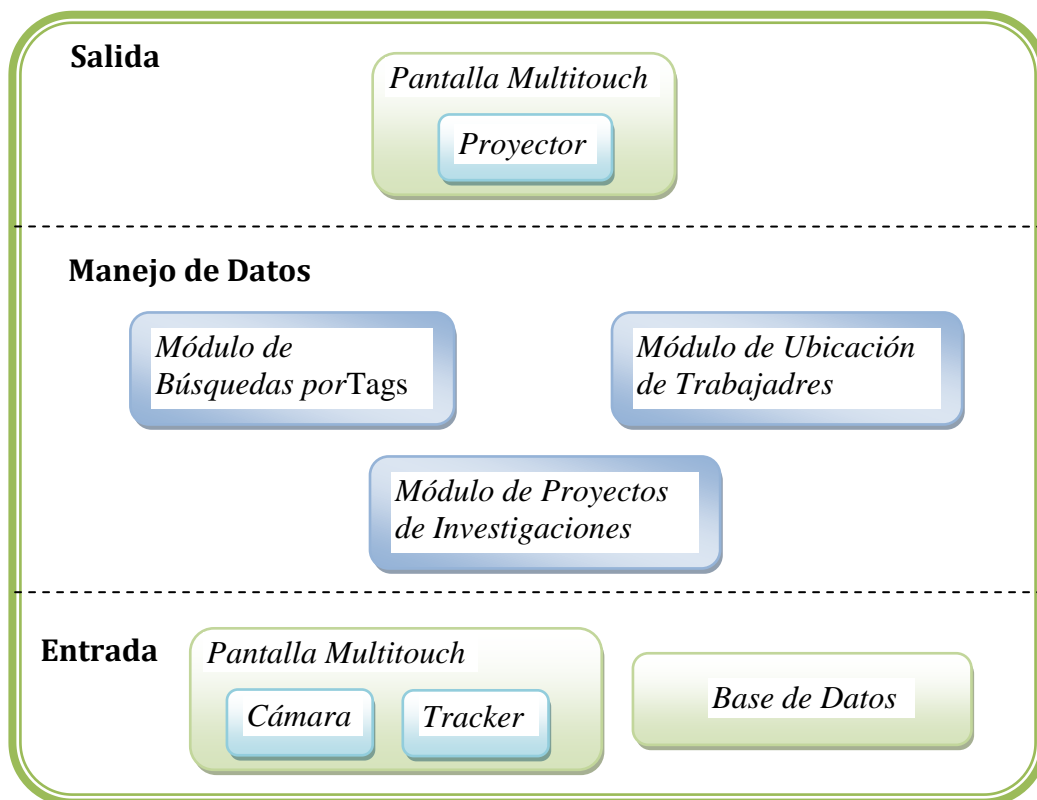 Salida
Pantalla Multitouch
Proyector
Manejo de Datos
Módulo de
Búsquedas porTags
Módulo de Ubicación
de Trabajadres
Módulo de Proyectos
de Investigaciones
Entrada
Pantalla Multitouch
Cámara
Tracker
Base de Datos